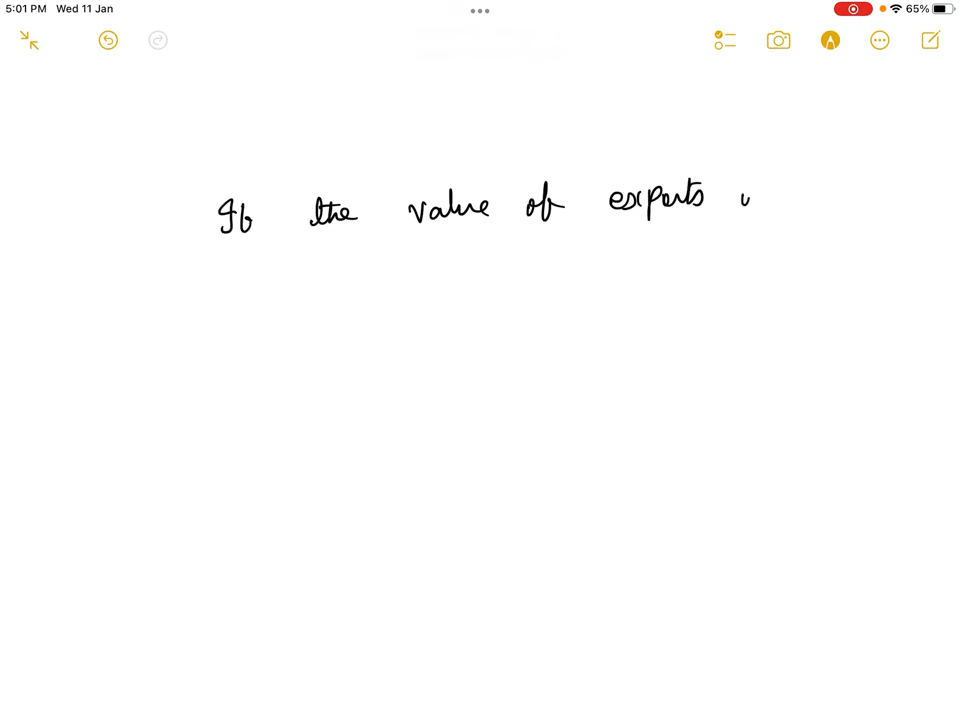 5:01 PM Wed 11 Jan 65%
If the value of exports